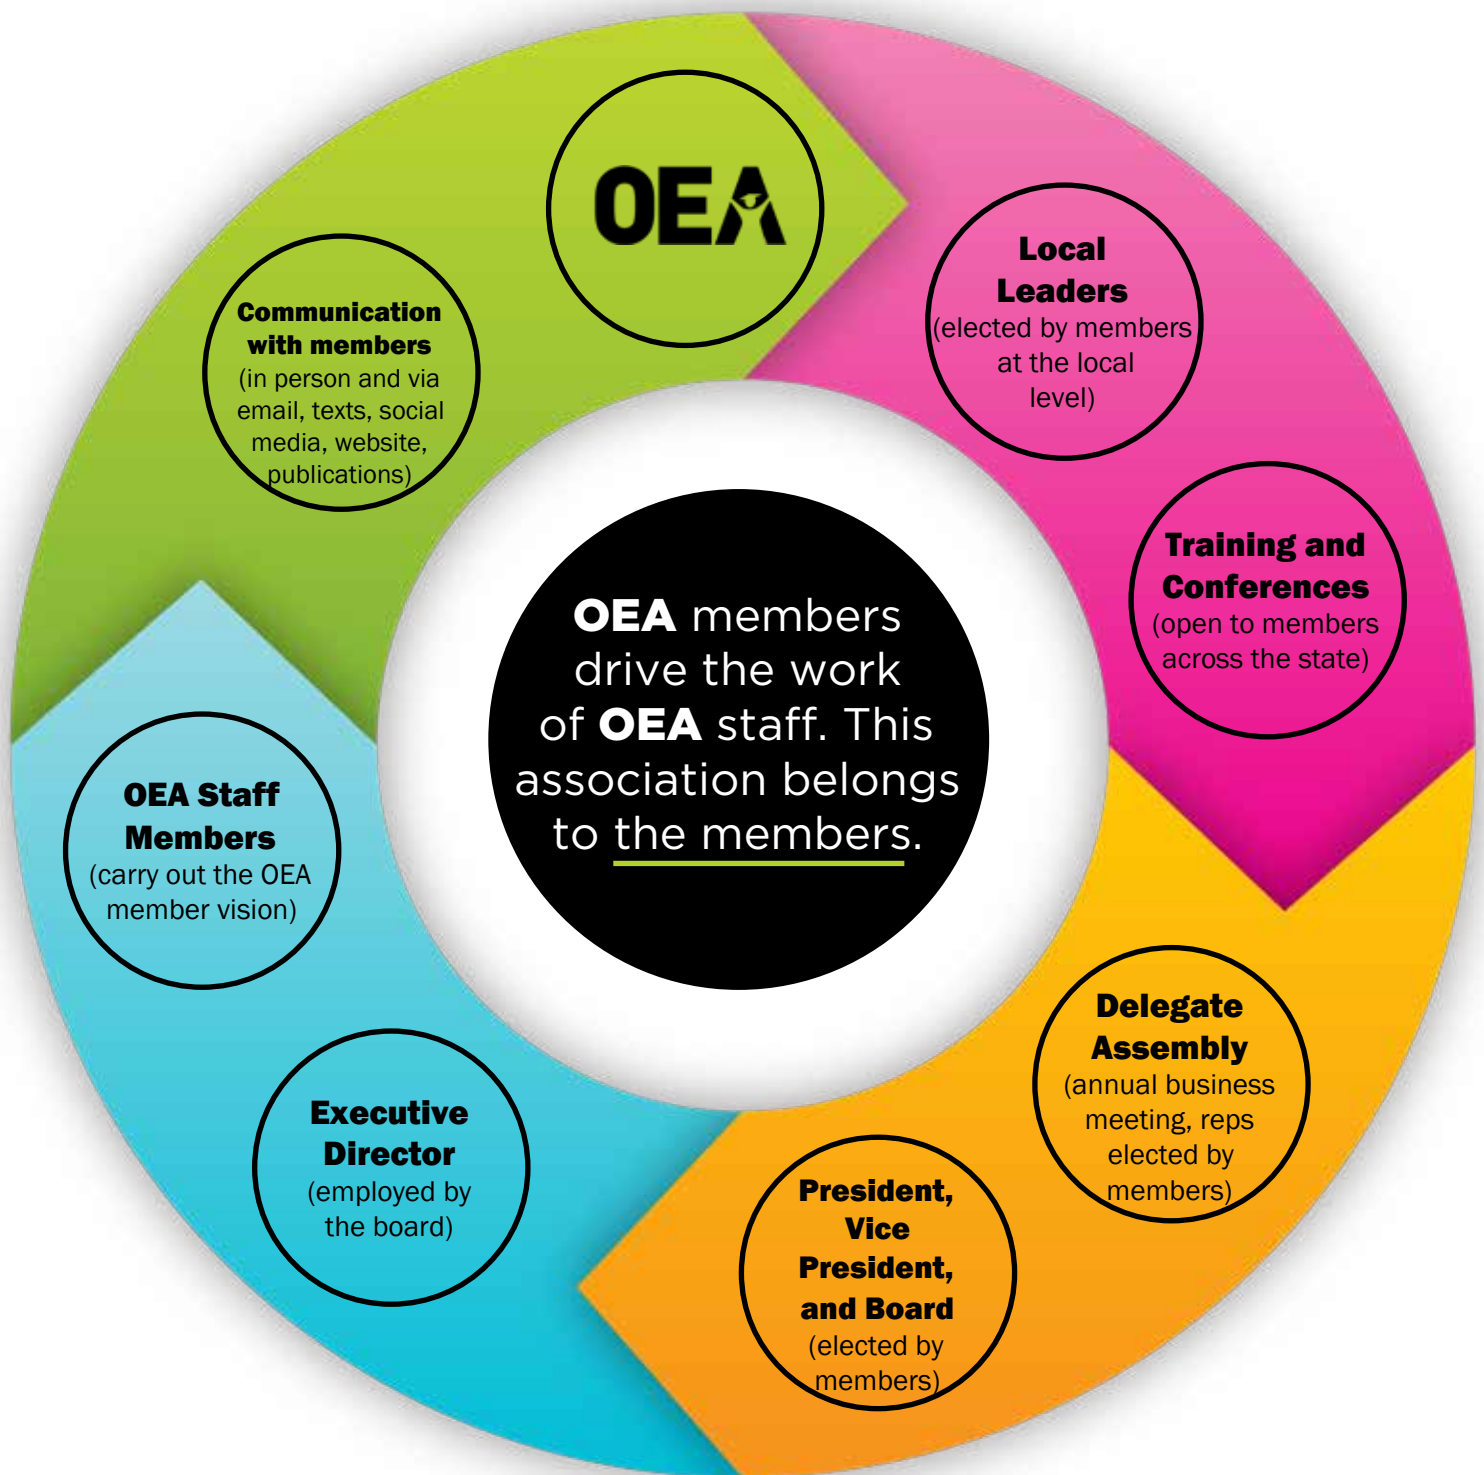 OEA
Local
Leaders
(elected by members
at the local
level)
Training and
Conferences
(open to members
across the state)
Delegate
Assembly
(annual business
meeting, reps
elected by
members)
President,
Vice
President,
and Board
(elected by
members)
Executive
Director
(employed by
the board)
OEA Staff
Members
(carry out the OEA
member vision)
Communication
with members
(in person and via
email, texts, social
media, website,
publications)
OEA members
drive the work
of OEA staff. This
association belongs
to the members.